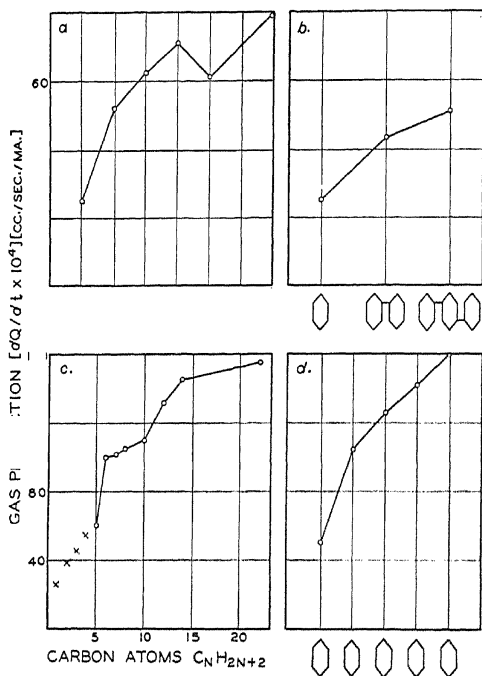 a
b.
60
c.
d.
80
40
5
10
15
20
CARBON ATOMS CNH2N+2
GAS P TION [dQ/dt x 10⁴][CC./SEC./MA.]